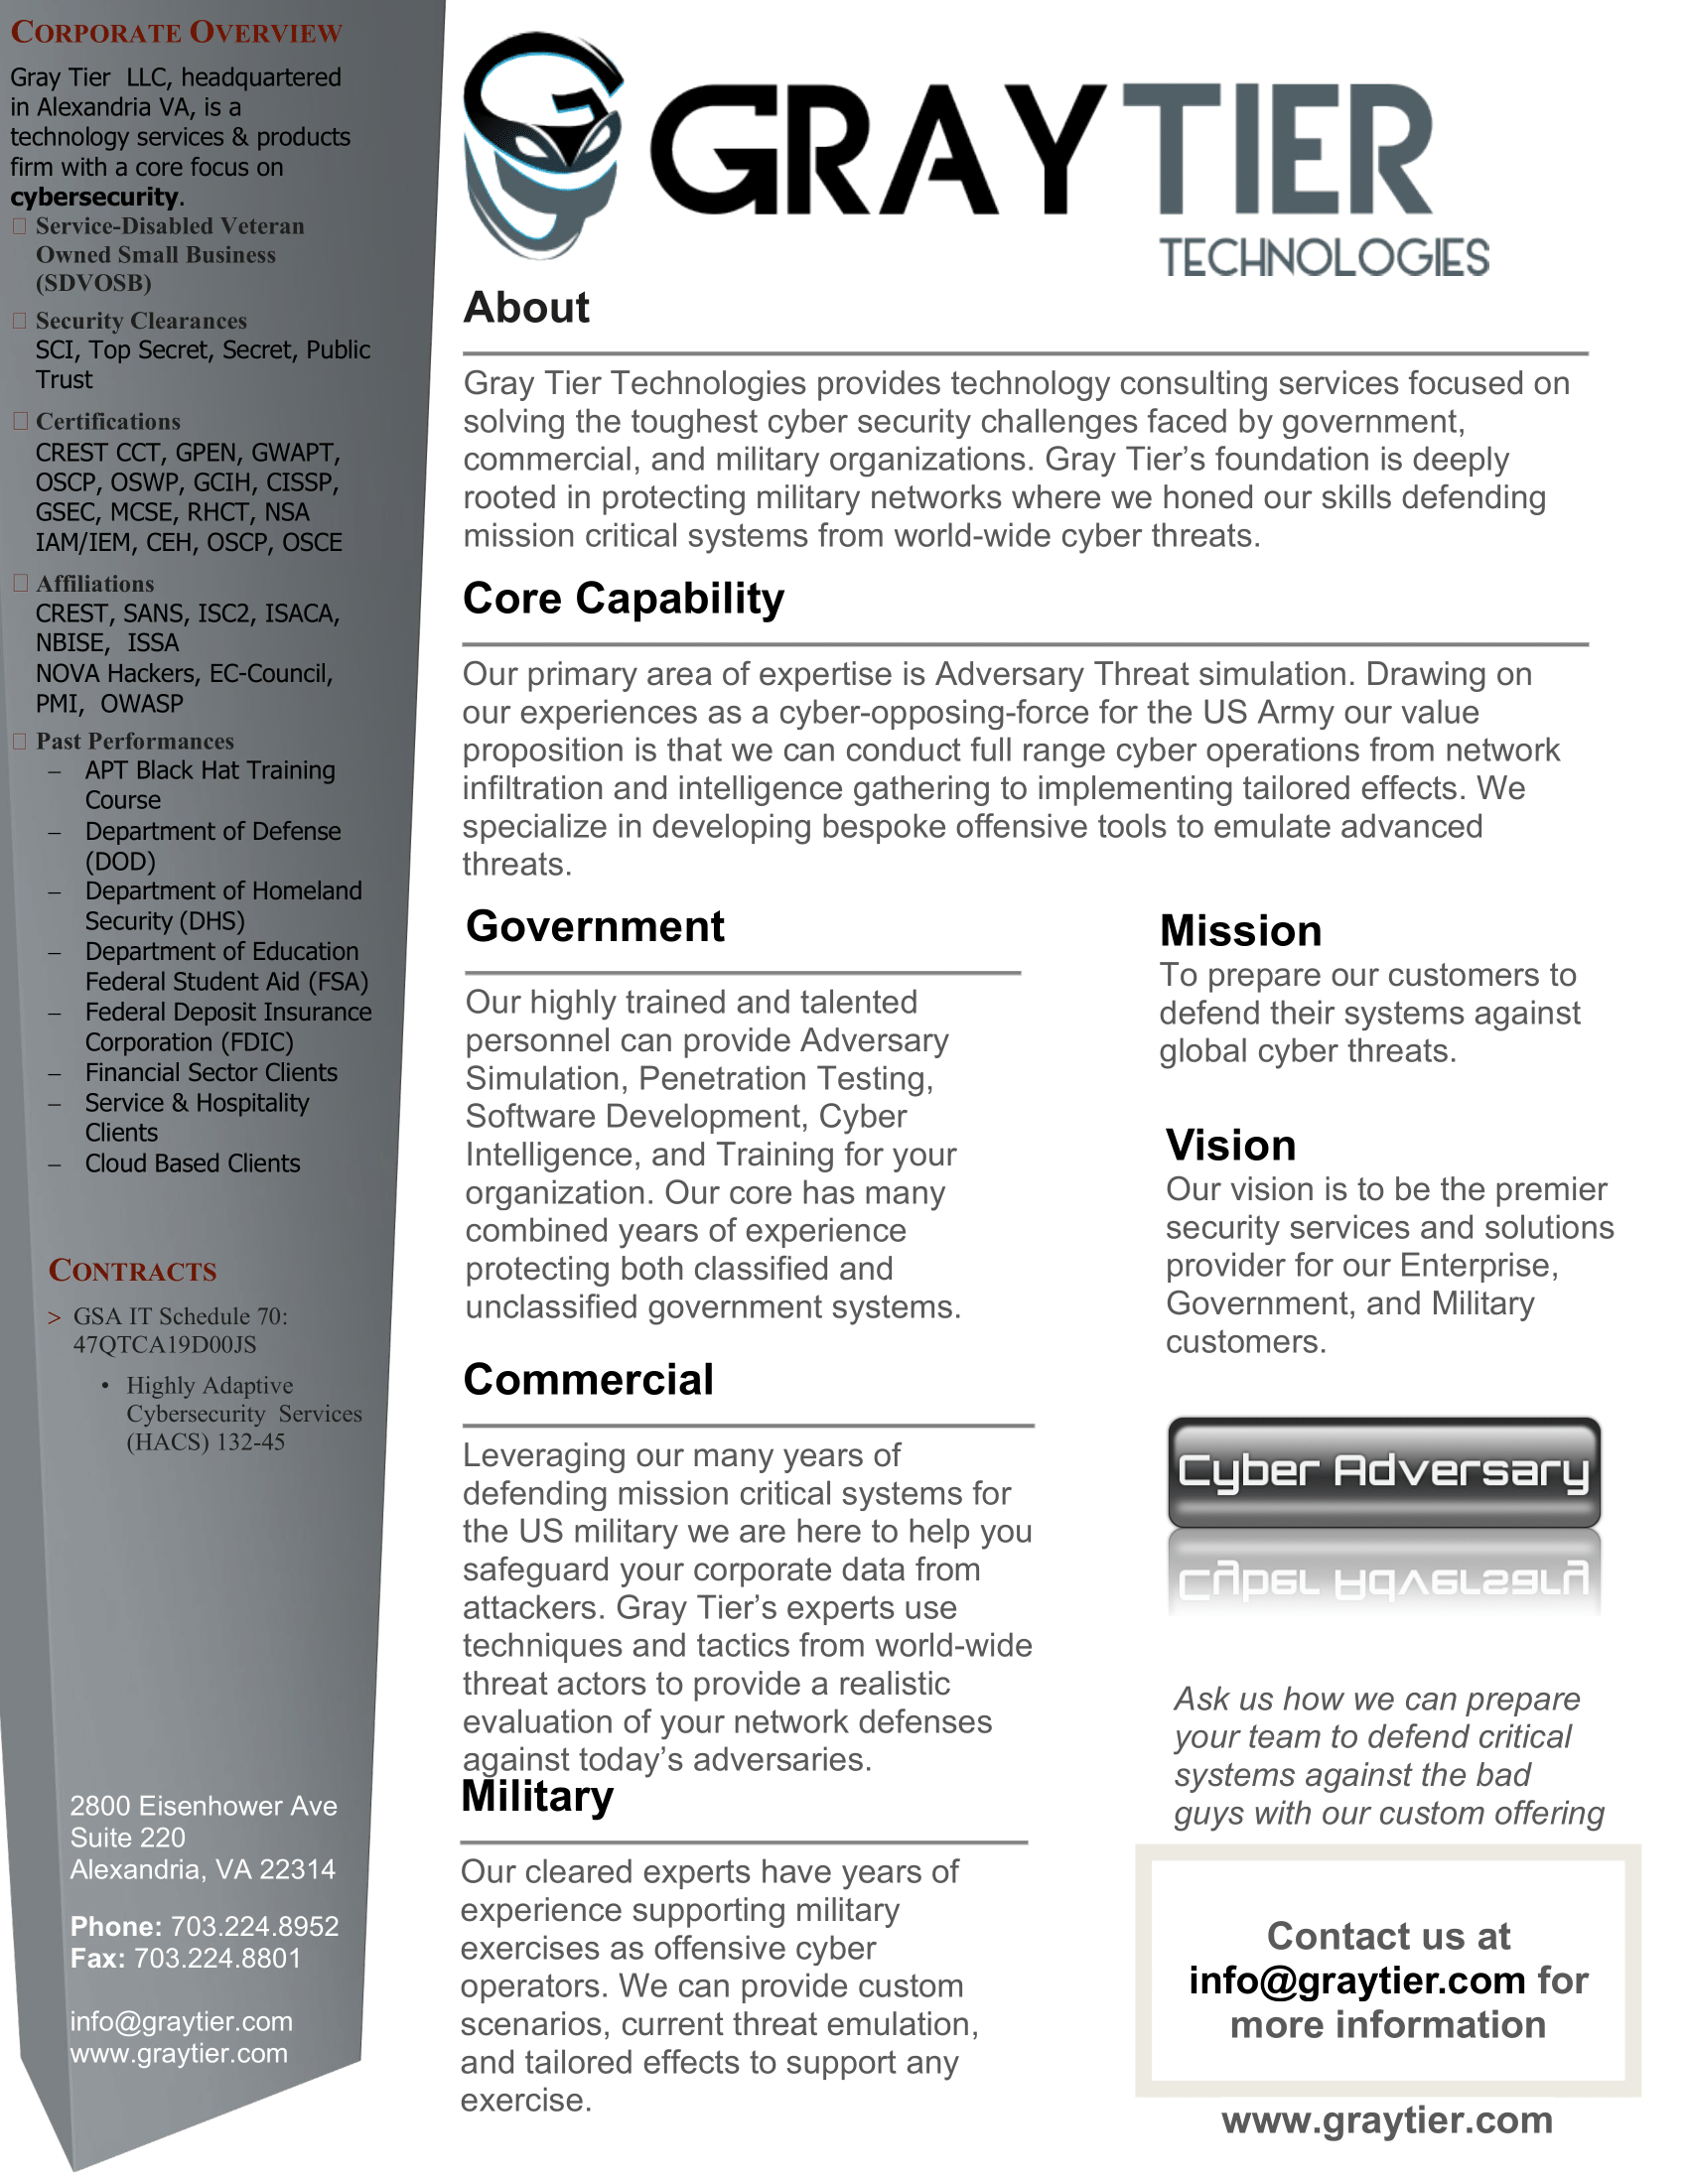 CORPORATE OVERVIEW
Gray Tier  LLC, headquartered
in Alexandria VA, is a
technology services & products
firm with a core focus on
cybersecurity.
Service-Disabled Veteran
Owned Small Business
(SDVOSB)
Security Clearances
SCI, Top Secret, Secret, Public
Trust
Certifications
CREST CCT, GPEN, GWAPT,
OSCP, OSWP, GCIH, CISSP,
GSEC, MCSE, RHCT, NSA
IAM/IEM, CEH, OSCP, OSCE
Affiliations
CREST, SANS, ISC2, ISACA,
NBISE,  ISSA
NOVA Hackers, EC-Council,
PMI,  OWASP
Past Performances
– APT Black Hat Training
Course
– Department of Defense
(DOD)
– Department of Homeland
Security (DHS)
– Department of Education
Federal Student Aid (FSA)
– Federal Deposit Insurance
Corporation (FDIC)
– Financial Sector Clients
– Service & Hospitality
Clients
– Cloud Based Clients
CONTRACTS
> GSA IT Schedule 70:
47QTCA19D00JS
• Highly Adaptive
Cybersecurity  Services
(HACS) 132-45
2800 Eisenhower Ave
Suite 220
Alexandria, VA 22314
Phone: 703.224.8952
Fax: 703.224.8801
info@graytier.com
www.graytier.com
GRAYTIER
TECHNOLOGIES
About
Gray Tier Technologies provides technology consulting services focused on
solving the toughest cyber security challenges faced by government,
commercial, and military organizations. Gray Tier’s foundation is deeply
rooted in protecting military networks where we honed our skills defending
mission critical systems from world-wide cyber threats.
Core Capability
Our primary area of expertise is Adversary Threat simulation. Drawing on
our experiences as a cyber-opposing-force for the US Army our value
proposition is that we can conduct full range cyber operations from network
infiltration and intelligence gathering to implementing tailored effects. We
specialize in developing bespoke offensive tools to emulate advanced
threats.
Government
Our highly trained and talented
personnel can provide Adversary
Simulation, Penetration Testing,
Software Development, Cyber
Intelligence, and Training for your
organization. Our core has many
combined years of experience
protecting both classified and
unclassified government systems.
Commercial
Leveraging our many years of
defending mission critical systems for
the US military we are here to help you
safeguard your corporate data from
attackers. Gray Tier’s experts use
techniques and tactics from world-wide
threat actors to provide a realistic
evaluation of your network defenses
against today’s adversaries.
Military
Our cleared experts have years of
experience supporting military
exercises as offensive cyber
operators. We can provide custom
scenarios, current threat emulation,
and tailored effects to support any
exercise.
Mission
To prepare our customers to
defend their systems against
global cyber threats.
Vision
Our vision is to be the premier
security services and solutions
provider for our Enterprise,
Government, and Military
customers.
Cyber Adversary
Ask us how we can prepare
your team to defend critical
systems against the bad
guys with our custom offering
Contact us at
info@graytier.com for
more information
www.graytier.com